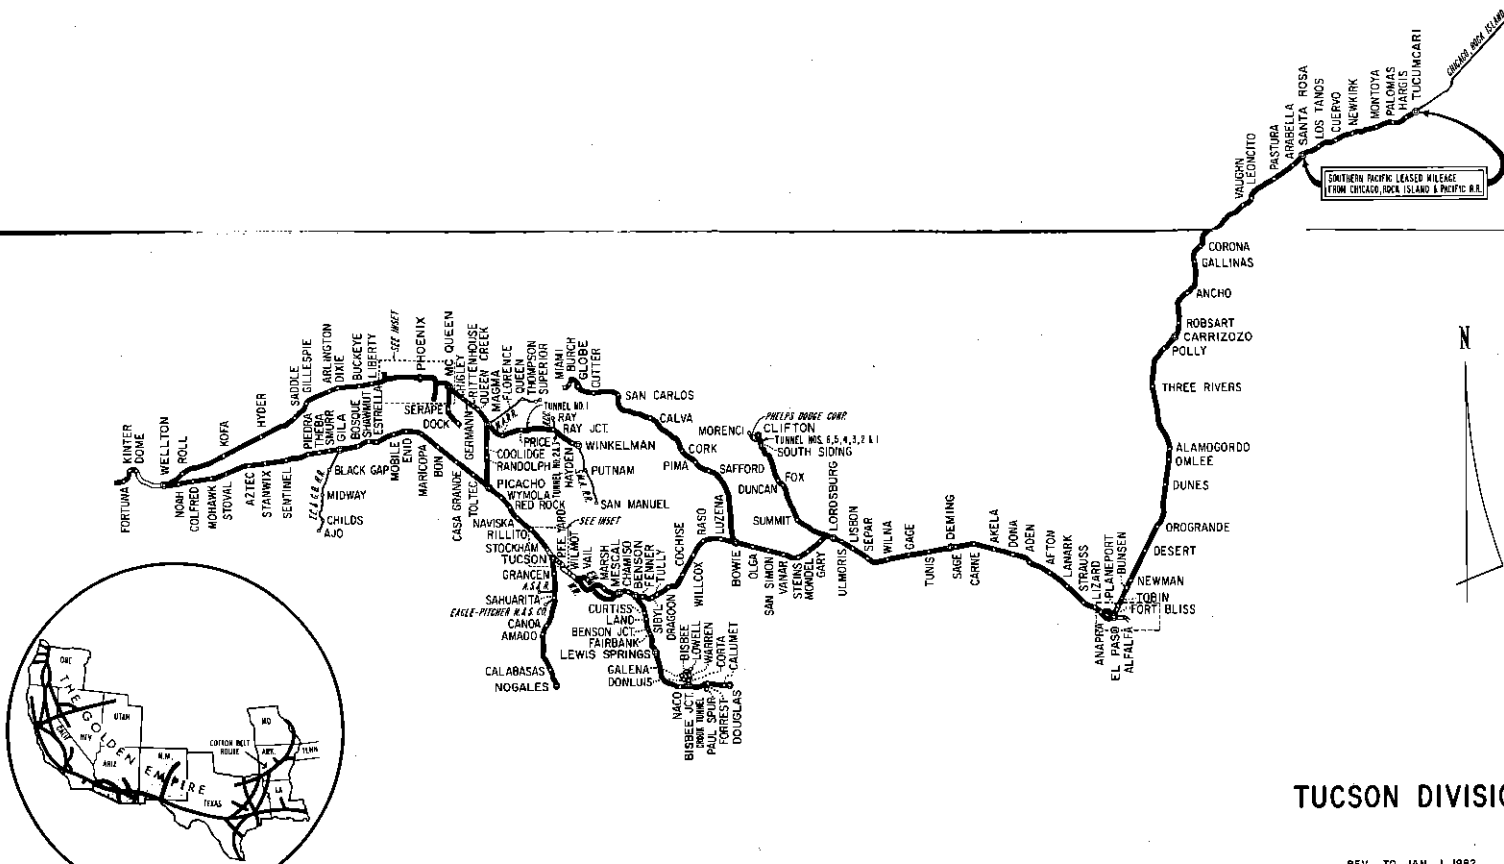 CHICAGO, ROCK ISLAND
TUCUMCARI
HARGIS
PALOMAS
MONTOYA
NEWKIRK
CUERVO
LOS TANOS
SANTA ROSA
ARABELLA
PASTURA
LEONCITO
VAUGHN
SOUTHERN PACIFIC LEASED MILEAGE
FROM CHICAGO, ROCK ISLAND & PACIFIC R.R.
CORONA
GALLINAS
ANCHO
ROBSART
CARRIZOZO
POLLY
THREE RIVERS
ALAMOGORDO
OMLEE
DUNES
OROGRANDE
DESERT
NEWMAN
TOBIN
FORT BLISS
BUNSEN
PLANEPORT
LIZARD
STRAUSS
ANAPRA
EL PASO
ALFALFA
LANARK
AFTON
ADEN
DONA
AKELA
CARNE
SAGE
DEMING
TUNIS
GAGE
WILNA
SEPAR
LISBON
ULMORIS
LORDSBURG
GARY
MONDEL
STEINS
VANAR
SAN SIMON
OLGA
BOWIE
SUMMIT
DUNCAN
FOX
SOUTH SIDING
TUNNEL NOS. 6,5,4,3,2 & 1
CLIFTON
MORENCI
PHELPS DODGE CORP.
LUZENA
RASO
WILLCOX
COCHISE
DRAGOON
SIBYL
TULLY
FENNER
BENSON
CHAMISO
MESCAL
MARSH
VAIL
WILMOT
SEE INSET
SAFFORD
PIMA
CORK
CALVA
SAN CARLOS
CUTTER
GLOBE
BURCH
MIAMI
SUPERIOR
THOMPSON
QUEEN
FLORENCE
MAGMA
QUEEN CREEK
RITTENHOUSE
HIGLEY
MC QUEEN
PHOENIX
SEE INSET
LIBERTY
BUCKEYE
DIXIE
ARLINGTON
GILLESPIE
SADDLE
HYDER
KOFA
ROLL
WELLTON
DOME
KINTER
FORTUNA
NOAH
COLFRED
MOHAWK
STOVAL
AZTEC
STANWIX
SENTINEL
PIEDRA
THEBA
SMURR
GILA
BOSQUE
SHAWMUT
ESTRELLA
BLACK GAP
MIDWAY
CHILDS
AJO
T.C. & G.B. RR.
MOBILE
ENID
MARICOPA
BON
CASA GRANDE
TOLTEC
SERAPE
DOCK
GERMANN
M.A.R.R.
TUNNEL NO.1
RAY
RAY JCT.
PRICE
COOLIDGE
RANDOLPH
HAYDEN
WINKELMAN
PUTNAM
SAN MANUEL
PICACHO
WYMOLA
RED ROCK
NAVISKA
RILLITO
STOCKHAM
TUCSON
GRANCEN
SAHUARITA
EAGLE-PITCHER M. & S. CO.
CANOA
AMADO
CALABASAS
NOGALES
CURTISS
LAND
BENSON JCT.
FAIRBANK
LEWIS SPRINGS
GALENA
DONLUIS
BISBEE
LOWELL
WARREN
CORTA
CALUMET
NACO
BISBEE JCT.
CROOK TUNNEL
PAUL SPUR
FORREST
DOUGLAS
N
THE GOLDEN EMPIRE
ORE
CALIF
NEV
UTAH
ARIZ
N.M.
TEXAS
COTTON BELT
ROUTE
MO
ARK
TENN
TUCSON DIVISIO
REV. TO JAN. 1, 1982